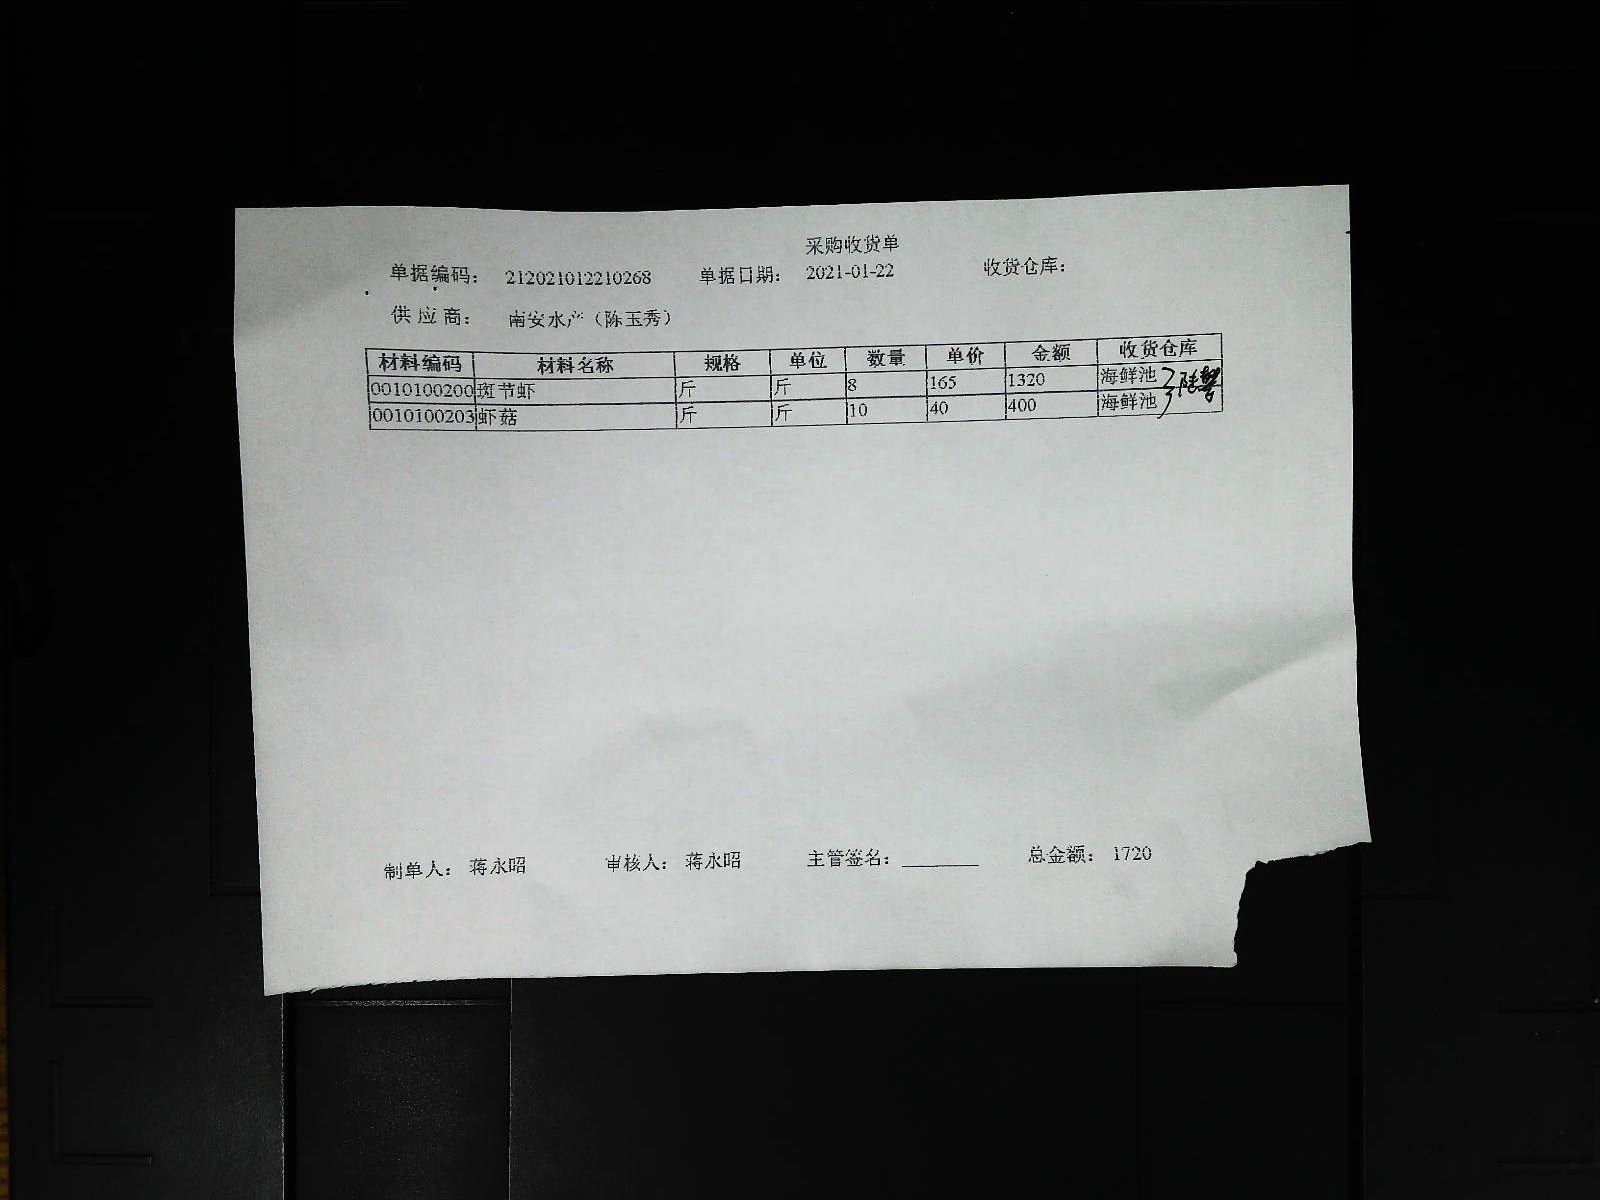 采购收货单
单据编码： 212021012210268 单据日期： 2021-01-22 收货仓库：
供应商： 南安水产（陈玉秀）
材料编码 材料名称 规格 单位 数量 单价 金额 收货仓库
0010100200 斑节虾 斤 斤 8 165 1320 海鲜池
0010100203 虾菇 斤 斤 10 40 400 海鲜池
制单人： 蒋永昭 审核人： 蒋永昭 主管签名： 总金额： 1720